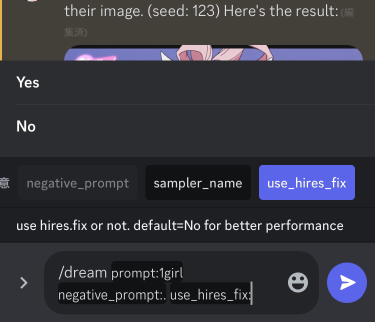 their image. (seed: 123) Here's the result: (編
集済)
Yes
No
意 negative_prompt sampler_name use_hires_fix
use hires.fix or not. default=No for better performance
/dream prompt:1girl
negative_prompt:. use_hires_fix: